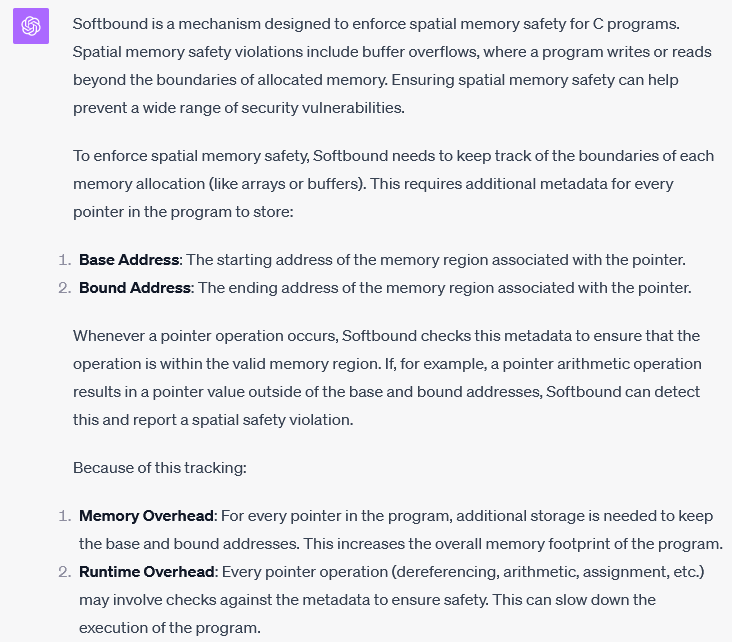 Softbound is a mechanism designed to enforce spatial memory safety for C programs.
Spatial memory safety violations include buffer overflows, where a program writes or reads
beyond the boundaries of allocated memory. Ensuring spatial memory safety can help
prevent a wide range of security vulnerabilities.
To enforce spatial memory safety, Softbound needs to keep track of the boundaries of each
memory allocation (like arrays or buffers). This requires additional metadata for every
pointer in the program to store:
1. Base Address: The starting address of the memory region associated with the pointer.
2. Bound Address: The ending address of the memory region associated with the pointer.
Whenever a pointer operation occurs, Softbound checks this metadata to ensure that the
operation is within the valid memory region. If, for example, a pointer arithmetic operation
results in a pointer value outside of the base and bound addresses, Softbound can detect
this and report a spatial safety violation.
Because of this tracking:
1. Memory Overhead: For every pointer in the program, additional storage is needed to keep
the base and bound addresses. This increases the overall memory footprint of the program.
2. Runtime Overhead: Every pointer operation (dereferencing, arithmetic, assignment, etc.)
may involve checks against the metadata to ensure safety. This can slow down the
execution of the program.